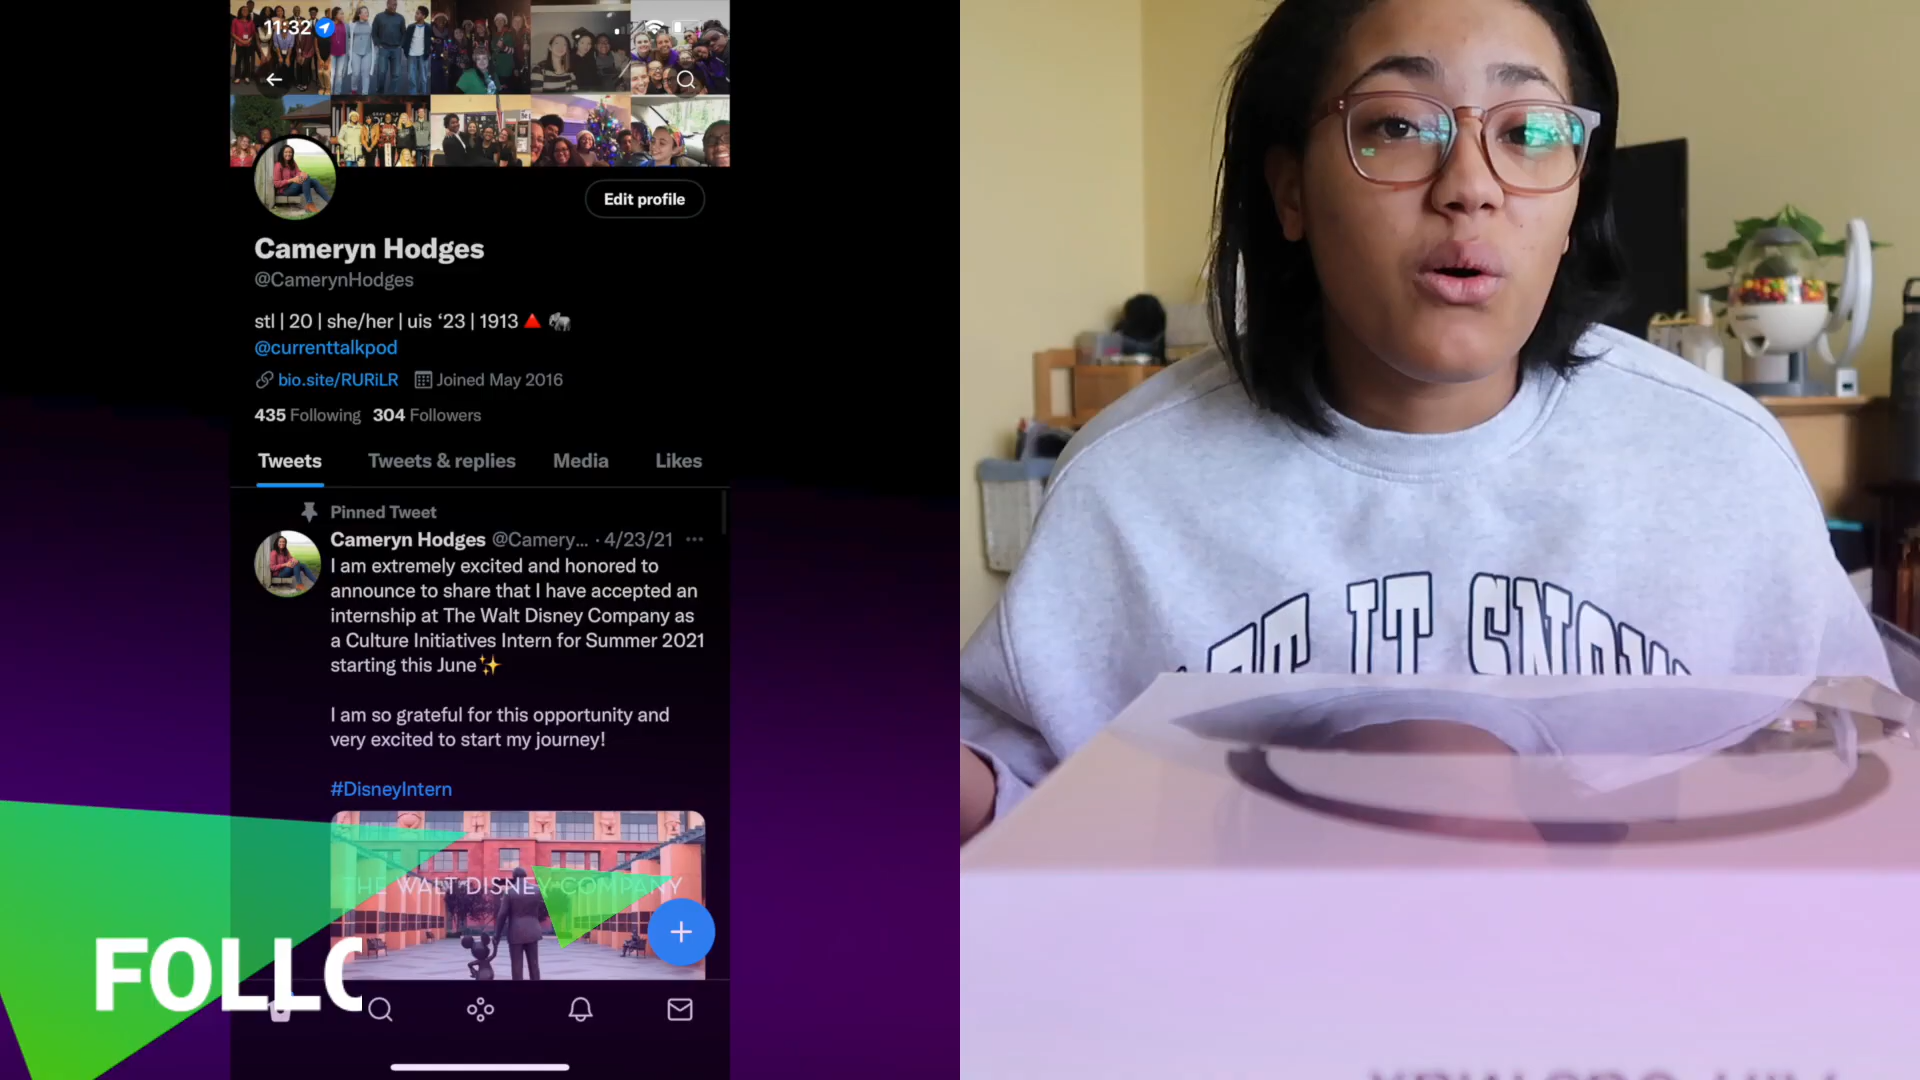 11:32
Edit profile
Cameryn Hodges
@CamerynHodges
stl | 20 | she/her | uis ‘23 | 1913🔺🐘
@currenttalkpod
bio.site/RURiLR Joined May 2016
435 Following 304 Followers
Tweets Tweets & replies Media Likes
Pinned Tweet
Cameryn Hodges @Camery... · 4/23/21
I am extremely excited and honored to
announce to share that I have accepted an
internship at The Walt Disney Company as
a Culture Initiatives Intern for Summer 2021
starting this June✨
I am so grateful for this opportunity and
very excited to start my journey!
#DisneyIntern
THE WALT DISNEY COMPANY
FOLLO
LET IT SNOW